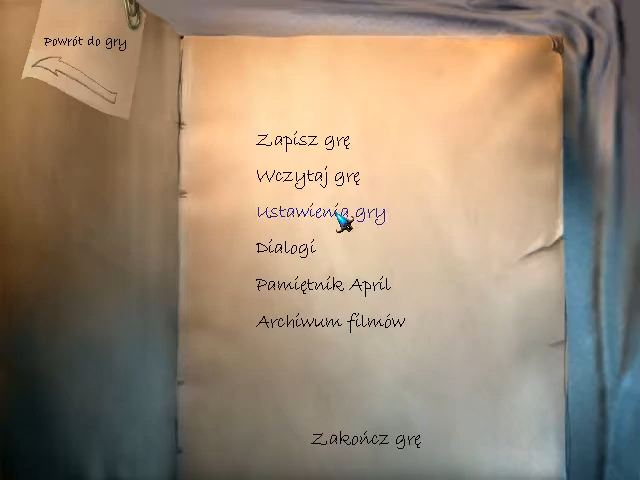 Powrót do gry
Zapisz grę
Wczytaj grę
Ustawienia gry
Dialogi
Pamiętnik April
Archiwum filmów
Zakończ grę